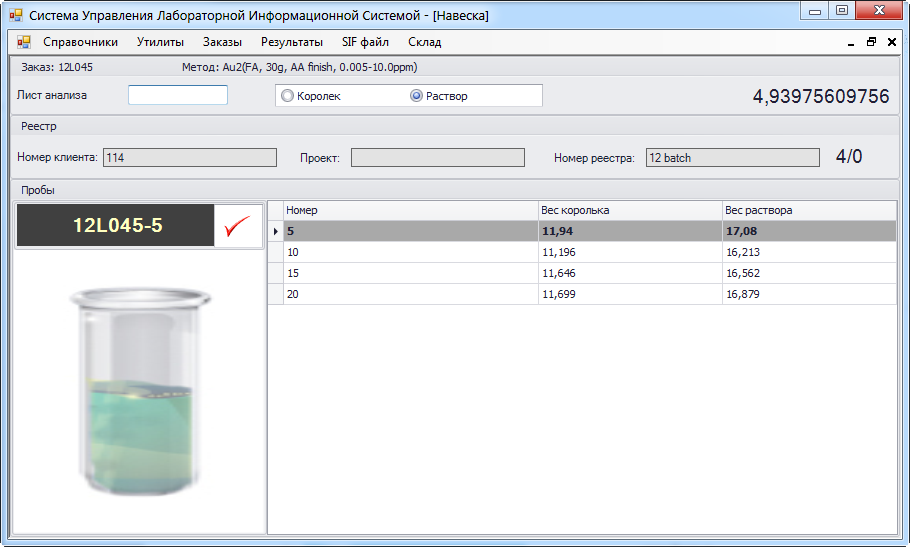 Система Управления Лабораторной Информационной Системой - [Навеска]
Справочники Утилиты Заказы Результаты SIF файл Склад
Заказ: 12L045 Метод: Au2(FA, 30g, AA finish, 0.005-10.0ppm)
Лист анализа Королек Раствор 4,93975609756
Реестр
Номер клиента: 114 Проект: Номер реестра: 12 batch 4/0
Пробы
12L045-5
Номер Вес королька Вес раствора
5 11,94 17,08
10 11,196 16,213
15 11,646 16,562
20 11,699 16,879